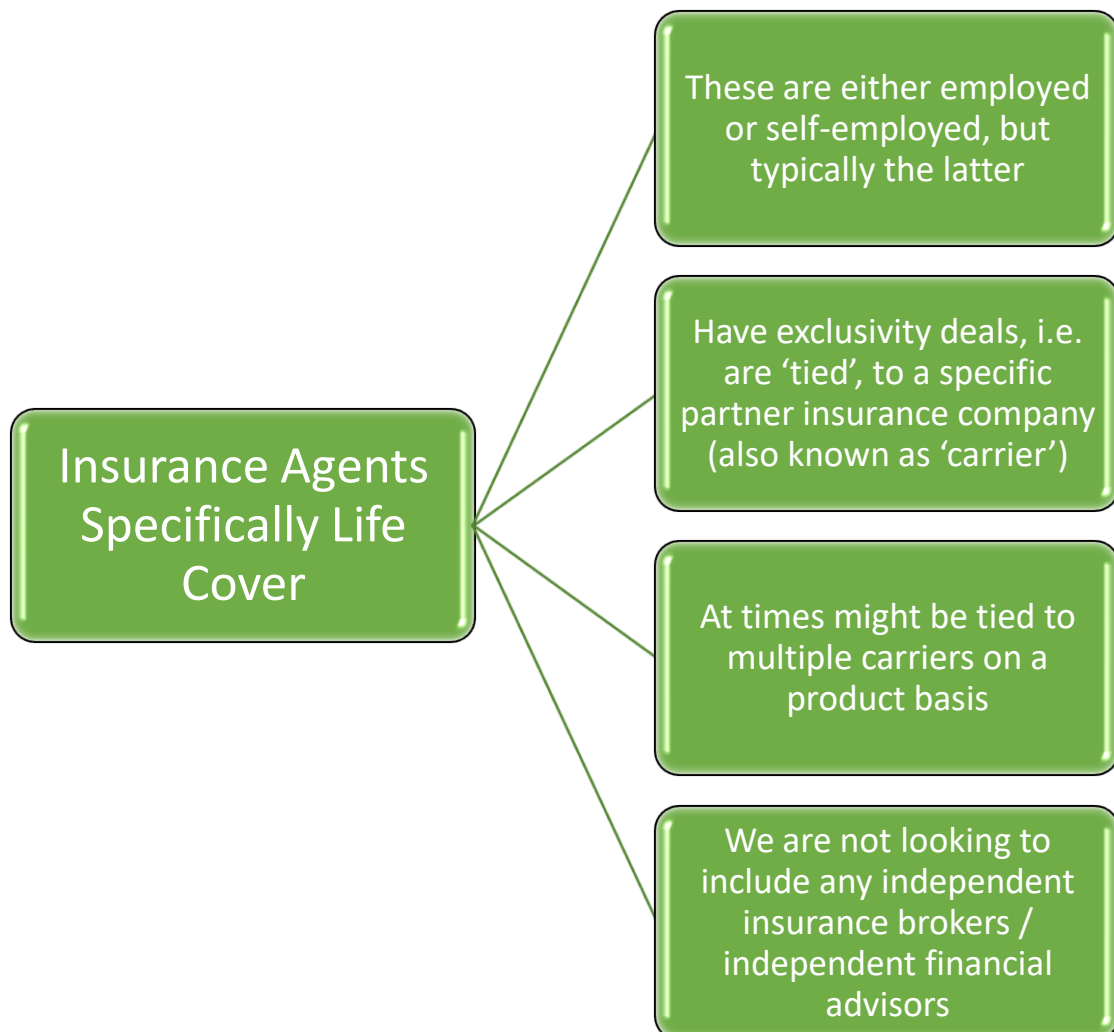 Insurance Agents
Specifically Life
Cover
These are either employed
or self-employed, but
typically the latter
Have exclusivity deals, i.e.
are ‘tied’, to a specific
partner insurance company
(also known as ‘carrier’)
At times might be tied to
multiple carriers on a
product basis
We are not looking to
include any independent
insurance brokers /
independent financial
advisors